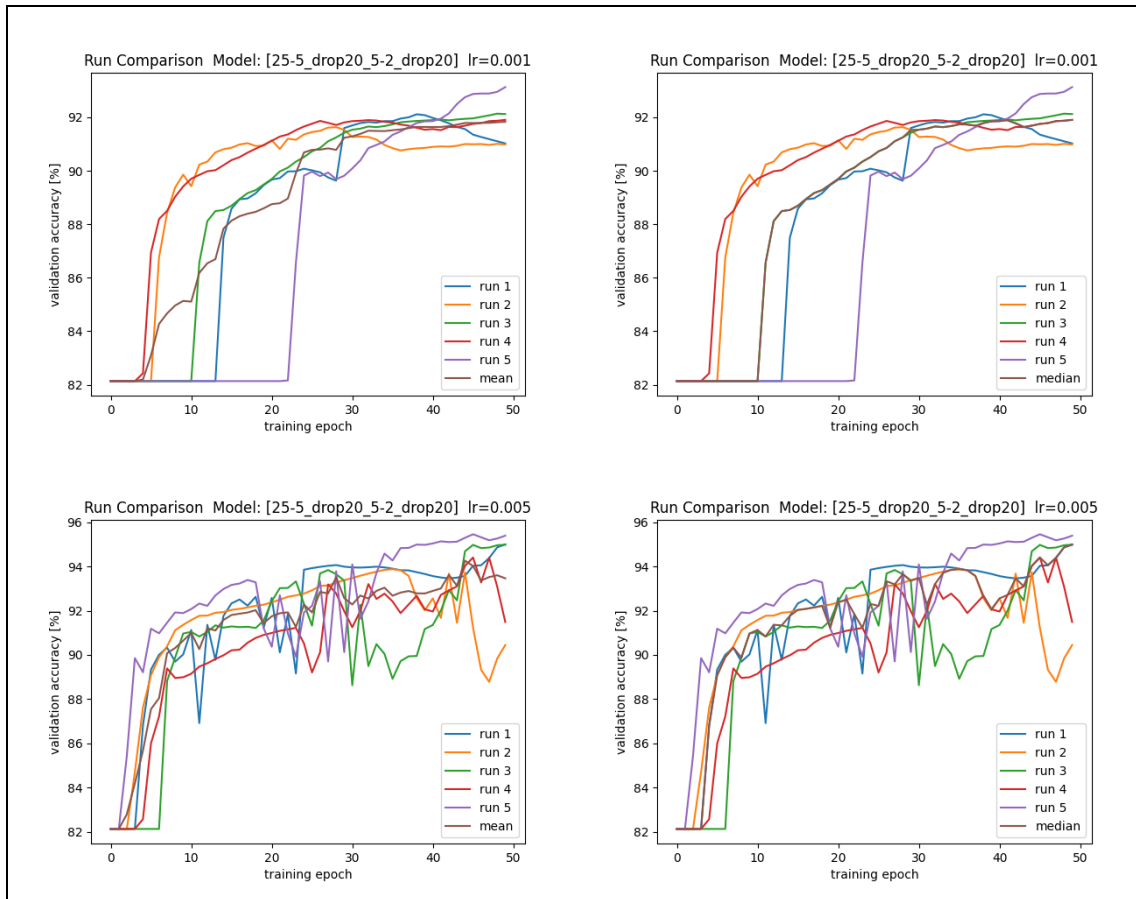 Run Comparison  Model: [25-5_drop20_5-2_drop20]  lr=0.001
92
90
88
86
84
82
validation accuracy [%]
run 1
run 2
run 3
run 4
run 5
mean
0 10 20 30 40 50
training epoch
Run Comparison  Model: [25-5_drop20_5-2_drop20]  lr=0.001
92
90
88
86
84
82
validation accuracy [%]
run 1
run 2
run 3
run 4
run 5
median
0 10 20 30 40 50
training epoch
Run Comparison  Model: [25-5_drop20_5-2_drop20]  lr=0.005
96
94
92
90
88
86
84
82
validation accuracy [%]
run 1
run 2
run 3
run 4
run 5
mean
0 10 20 30 40 50
training epoch
Run Comparison  Model: [25-5_drop20_5-2_drop20]  lr=0.005
96
94
92
90
88
86
84
82
validation accuracy [%]
run 1
run 2
run 3
run 4
run 5
median
0 10 20 30 40 50
training epoch